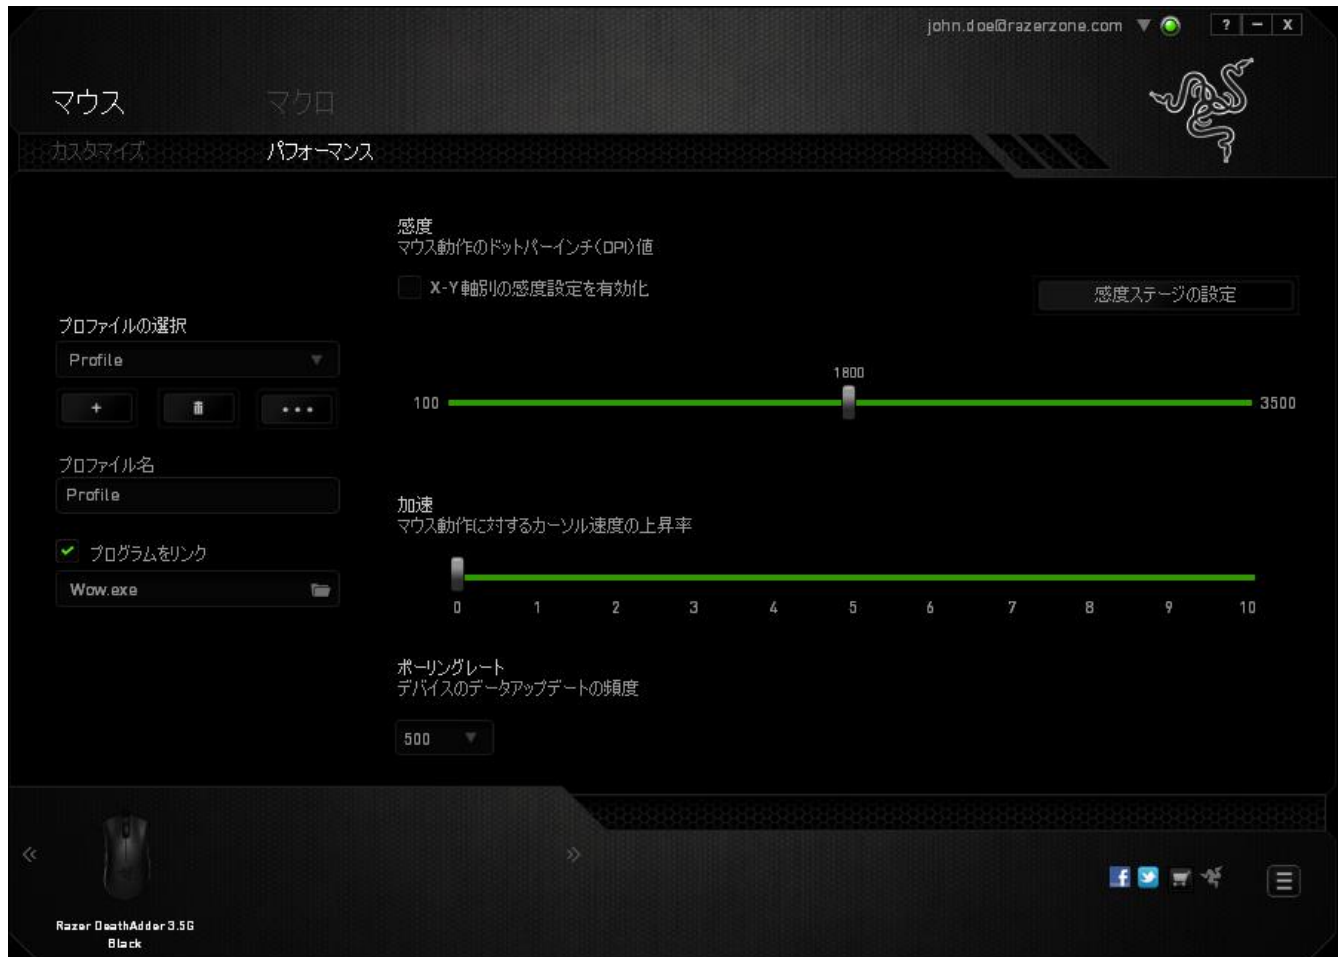 john.doe@razerzone.com
? − X
マウス マクロ
カスタマイズ パフォーマンス
感度
マウス動作のドットパーインチ(DPI)値
X-Y軸別の感度設定を有効化
感度ステージの設定
プロファイルの選択
Profile
1800
100 3500
プロファイル名
Profile
加速
マウス動作に対するカーソル速度の上昇率
プログラムをリンク
Wow.exe
0 1 2 3 4 5 6 7 8 9 10
ポーリングレート
デバイスのデータアップデートの頻度
500
Razer DeathAdder 3.5G
Black